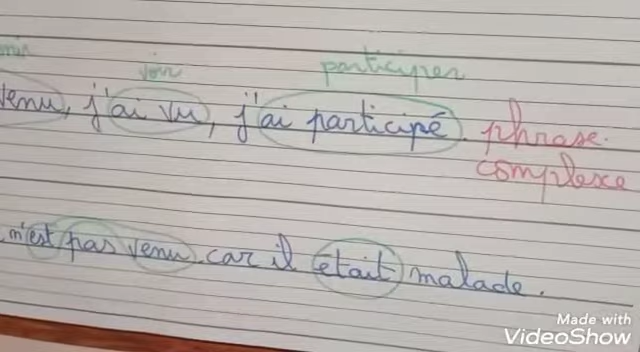 voir participer
venu, j'ai vu, j'ai participé. phrase.
complexe
n'est pas venu car il était malade.
Made with
VideoShow